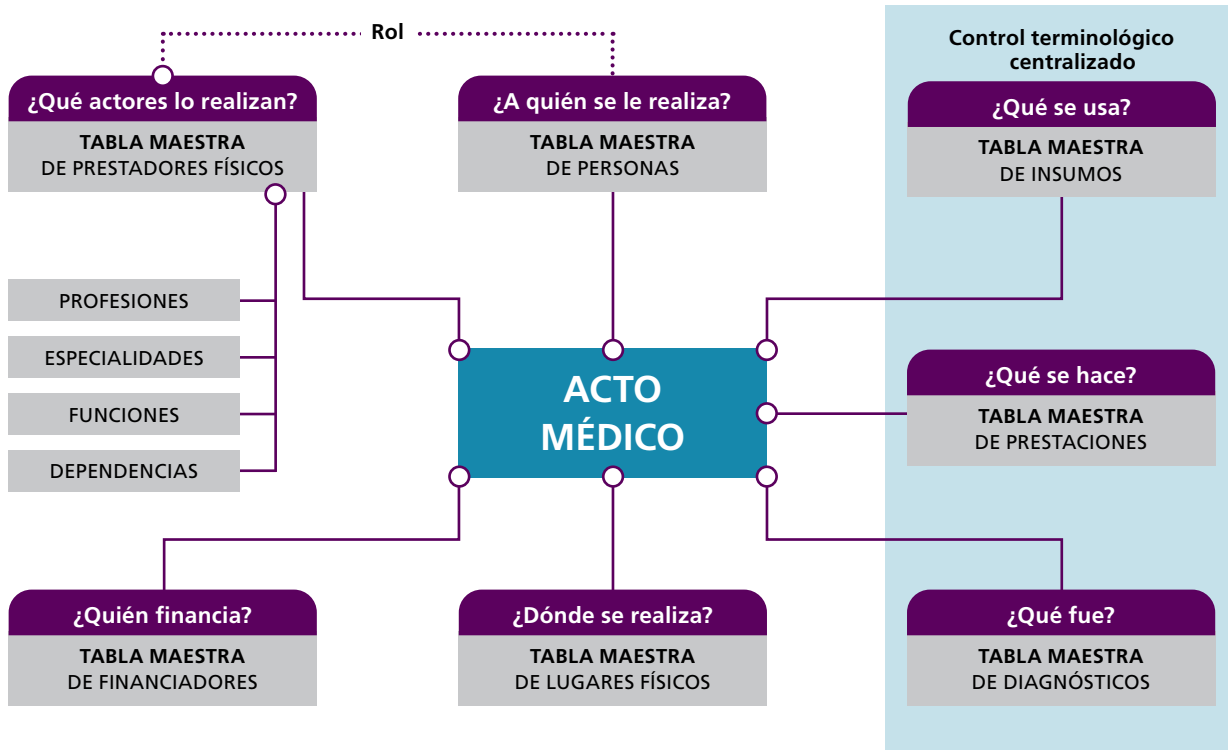 Rol
Control terminológico
centralizado
¿Qué actores lo realizan?
TABLA MAESTRA
DE PRESTADORES FÍSICOS
¿A quién se le realiza?
TABLA MAESTRA
DE PERSONAS
¿Qué se usa?
TABLA MAESTRA
DE INSUMOS
PROFESIONES
ESPECIALIDADES
FUNCIONES
DEPENDENCIAS
ACTO
MÉDICO
¿Qué se hace?
TABLA MAESTRA
DE PRESTACIONES
¿Quién financia?
TABLA MAESTRA
DE FINANCIADORES
¿Dónde se realiza?
TABLA MAESTRA
DE LUGARES FÍSICOS
¿Qué fue?
TABLA MAESTRA
DE DIAGNÓSTICOS